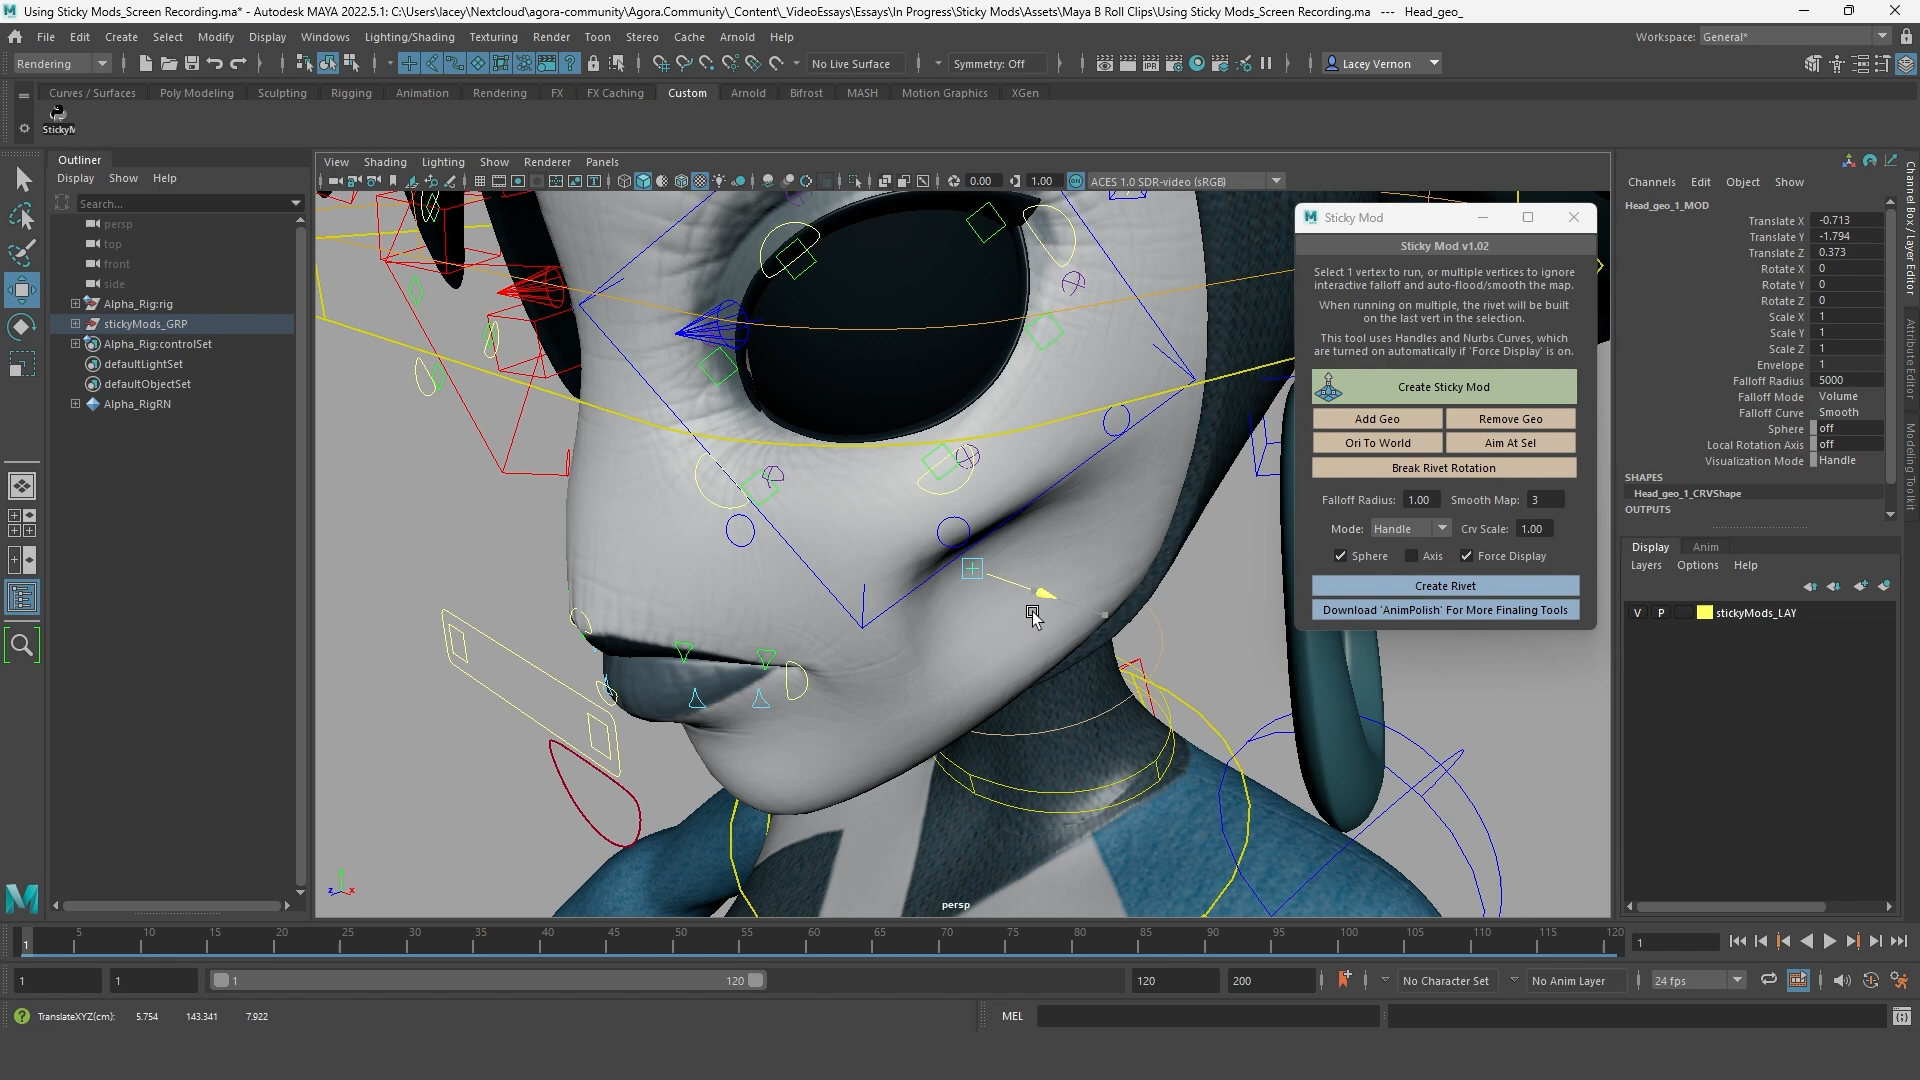 Using Sticky Mods_Screen Recording.ma* - Autodesk MAYA 2022.5.1: C:\Users\lacey\Nextcloud\agora-community\Agora.Community\_Content\_VideoEssays\Essays\In Progress\Sticky Mods\Assets\Maya B Roll Clips\Using Sticky Mods_Screen Recording.ma --- Head_geo_
File Edit Create Select Modify Display Windows Lighting/Shading Texturing Render Toon Stereo Cache Arnold Help
Workspace: General*
Rendering
No Live Surface
Symmetry: Off
IPR
Lacey Vernon
Curves / Surfaces Poly Modeling Sculpting Rigging Animation Rendering FX FX Caching Custom Arnold Bifrost MASH Motion Graphics XGen
StickyM
Outliner
Display Show Help
Search...
persp
top
front
side
Alpha_Rig:rig
stickyMods_GRP
Alpha_Rig:controlSet
defaultLightSet
defaultObjectSet
Alpha_RigRN
View Shading Lighting Show Renderer Panels
0.00
1.00
ACES 1.0 SDR-video (sRGB)
persp
Sticky Mod
Sticky Mod v1.02
Select 1 vertex to run, or multiple vertices to ignore
interactive falloff and auto-flood/smooth the map.
When running on multiple, the rivet will be built
on the last vert in the selection.
This tool uses Handles and Nurbs Curves, which
are turned on automatically if 'Force Display' is on.
Create Sticky Mod
Add Geo Remove Geo
Ori To World Aim At Sel
Break Rivet Rotation
Falloff Radius: 1.00 Smooth Map: 3
Mode: Handle Crv Scale: 1.00
Sphere Axis Force Display
Create Rivet
Download 'AnimPolish' For More Finaling Tools
Channels Edit Object Show
Head_geo_1_MOD
Translate X -0.713
Translate Y -1.794
Translate Z 0.373
Rotate X 0
Rotate Y 0
Rotate Z 0
Scale X 1
Scale Y 1
Scale Z 1
Envelope 1
Falloff Radius 5000
Falloff Mode Volume
Falloff Curve Smooth
Sphere off
Local Rotation Axis off
Visualization Mode Handle
SHAPES
Head_geo_1_CRVShape
OUTPUTS
Display Anim
Layers Options Help
V P stickyMods_LAY
Channel Box / Layer Editor
Attribute Editor
Modeling Toolkit
5 10 15 20 25 30 35 40 45 50 55 60 65 70 75 80 85 90 95 100 105 110 115 120
1
1
1
1
1
120
120
200
No Character Set
No Anim Layer
24 fps
TranslateXYZ(cm): 5.754 143.341 7.922
MEL